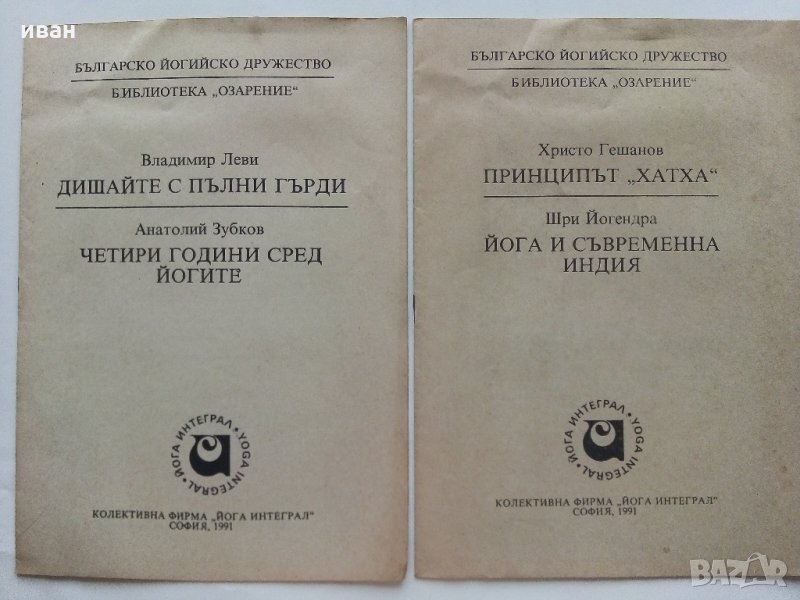 иван
БЪЛГАРСКО ЙОГИЙСКО ДРУЖЕСТВО
БИБЛИОТЕКА „ОЗАРЕНИЕ“
Владимир Леви
ДИШАЙТЕ С ПЪЛНИ ГЪРДИ
Анатолий Зубков
ЧЕТИРИ ГОДИНИ СРЕД
ЙОГИТЕ
ЙОГА ИНТЕГРАЛ • YOGA INTEGRAL •
КОЛЕКТИВНА ФИРМА „ЙОГА ИНТЕГРАЛ“
СОФИЯ, 1991
БЪЛГАРСКО ЙОГИЙСКО ДРУЖЕСТВО
БИБЛИОТЕКА „ОЗАРЕНИЕ“
Христо Гешанов
ПРИНЦИПЪТ „ХАТХА“
Шри Йогендра
ЙОГА И СЪВРЕМЕННА
ИНДИЯ
ЙОГА ИНТЕГРАЛ • YOGA INTEGRAL •
КОЛЕКТИВНА ФИРМА „ЙОГА ИНТЕГРАЛ“
СОФИЯ, 1991
BAZAR